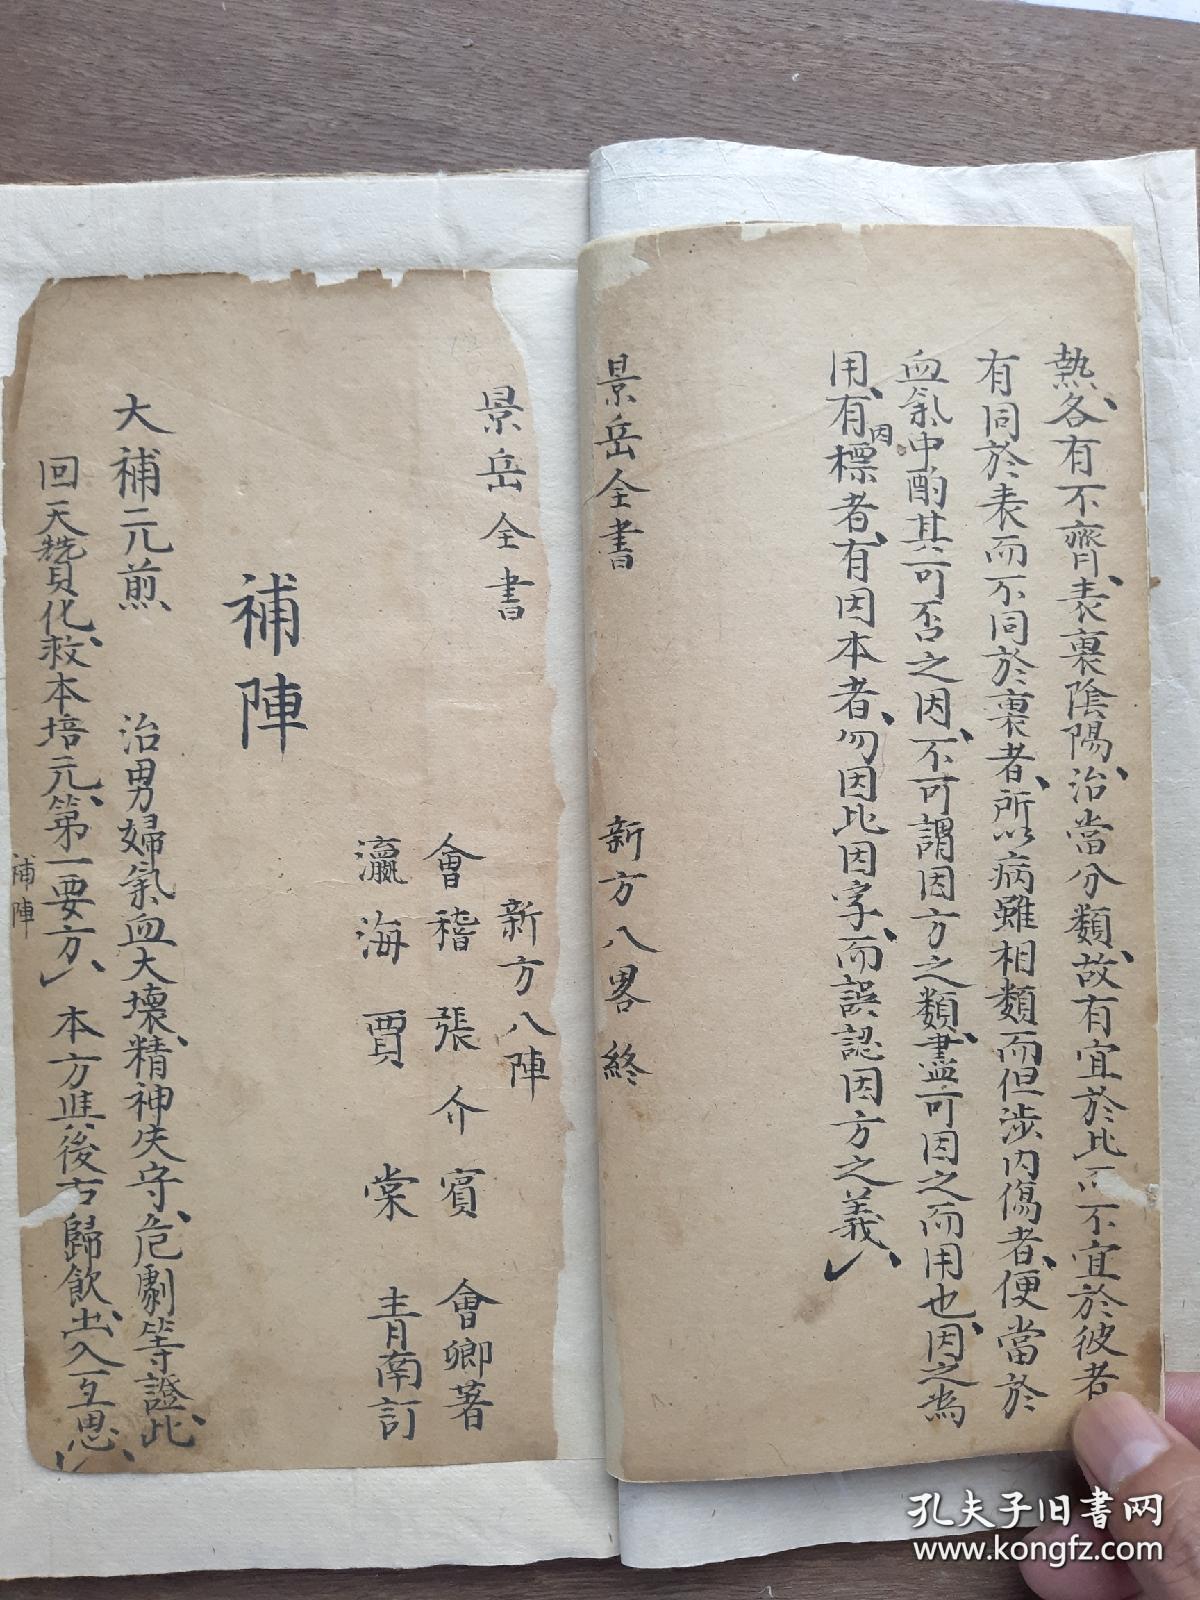 熱、各有不齊、表裏陰陽、治當分類、故有宜於此而不宜於彼者
有同於表而不同於裏者、所以病雖相類而但涉內傷者、便當於
血氣中酌其可否之因、不可謂因方之類、盡可因之而用也、因之為
用、有因標者、有因本者、勿因此因字、而誤認因方之義、
景岳全書 新方八畧終
景岳全書 新方八陣
會稽 張介賓 會卿著
瀛海 賈棠 青南訂
補陣
大補元煎 治男婦氣血大壞、精神失守、危劇等證、此
回天贊化、救本培元、第一要方、 本方與後右歸飲出入互思、
補陣
孔夫子旧書网
www.kongfz.com